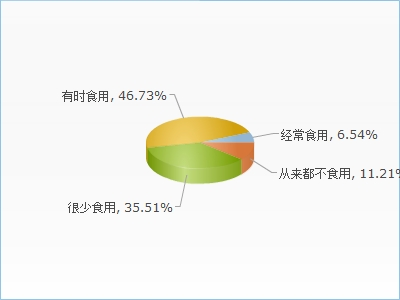 有时食用, 46.73%
经常食用, 6.54%
从来都不食用, 11.21%
很少食用, 35.51%